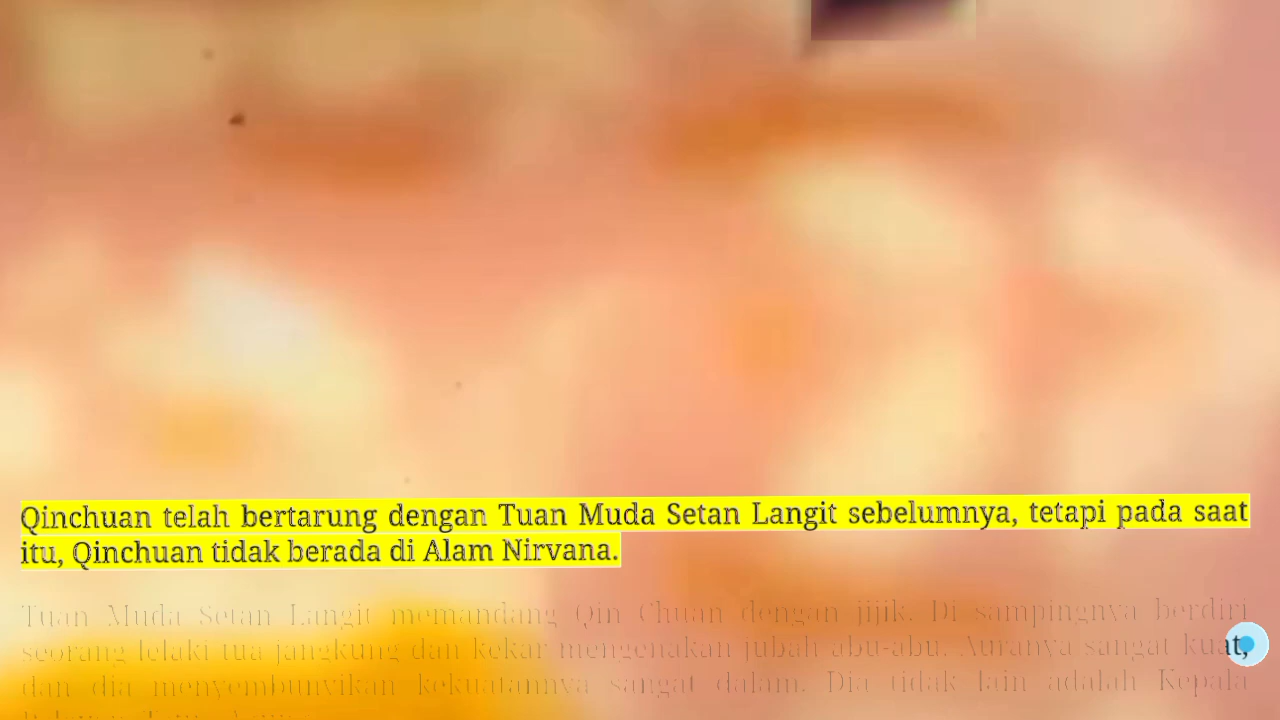 Qinchuan telah bertarung dengan Tuan Muda Setan Langit sebelumnya, tetapi pada saat
itu, Qinchuan tidak berada di Alam Nirvana.
Tuan Muda Setan Langit memandang Qin Chuan dengan jijik. Di sampingnya berdiri
seorang lelaki tua jangkung dan kekar mengenakan jubah abu-abu. Auranya sangat kuat,
dan dia menyembunyikan kekuatannya sangat dalam. Dia tidak lain adalah Kepala